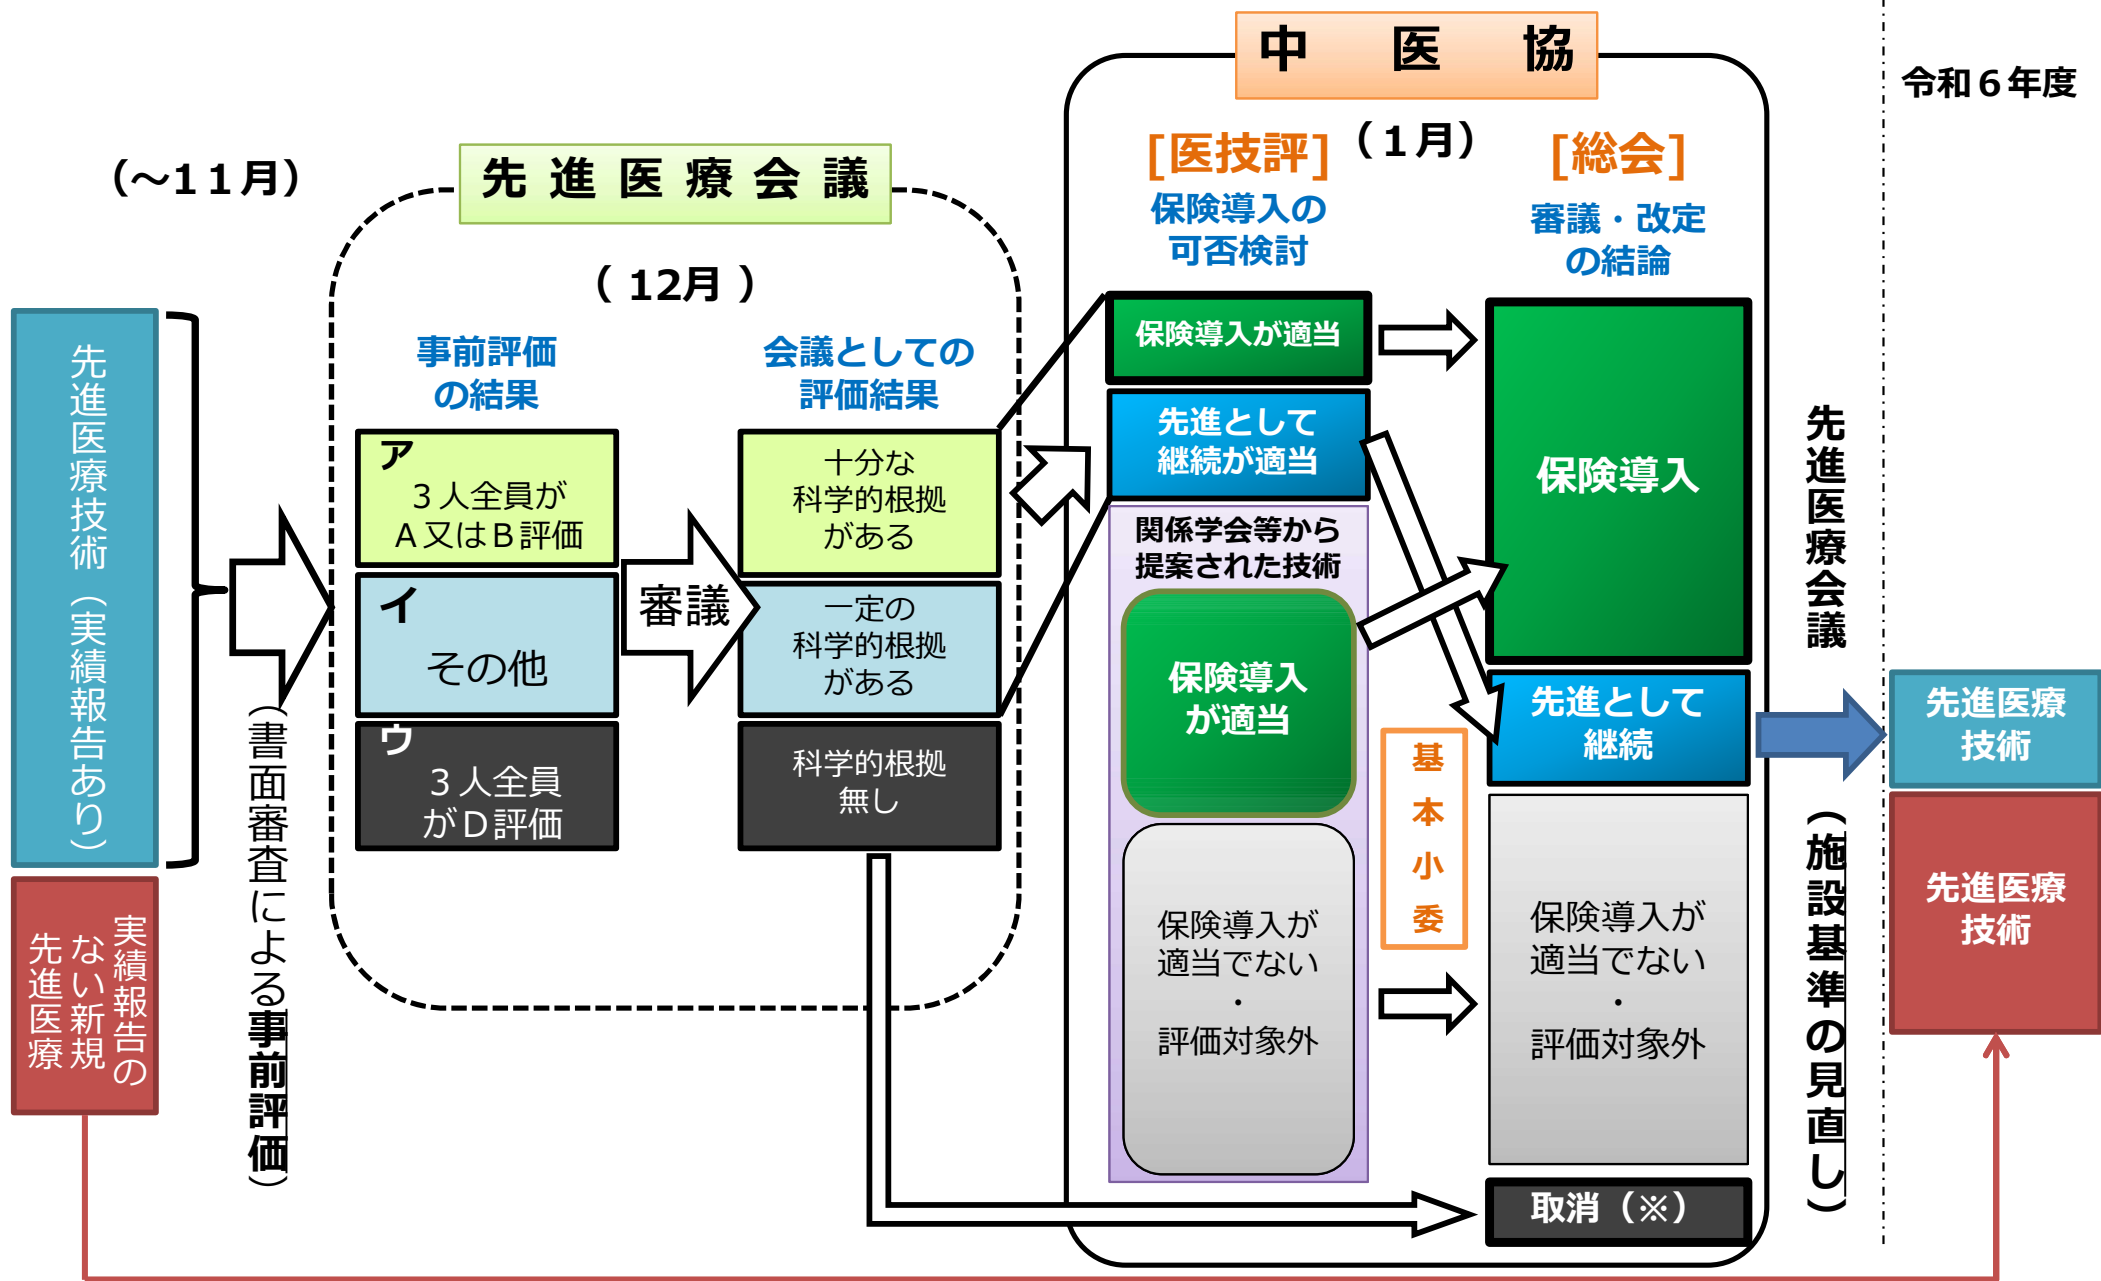 中医協
令和６年度
（～１１月）
先進医療会議
（ 12月 ）
［医技評］
（１月）
［総会］
保険導入の
可否検討
審議・改定
の結論
先進医療技術（実績報告あり）
実績報告の
ない新規
先進医療
（書面審査による事前評価）
事前評価
の結果
会議としての
評価結果
ア
３人全員が
Ａ又はＢ評価
イ
その他
ウ
３人全員
がＤ評価
審議
十分な
科学的根拠
がある
一定の
科学的根拠
がある
科学的根拠
無し
保険導入が適当
先進として
継続が適当
関係学会等から
提案された技術
保険導入
が適当
保険導入が
適当でない
・
評価対象外
基本小委
保険導入
先進として
継続
保険導入が
適当でない
・
評価対象外
取消（※）
先進医療会議
（施設基準の見直し）
先進医療
技術
先進医療
技術